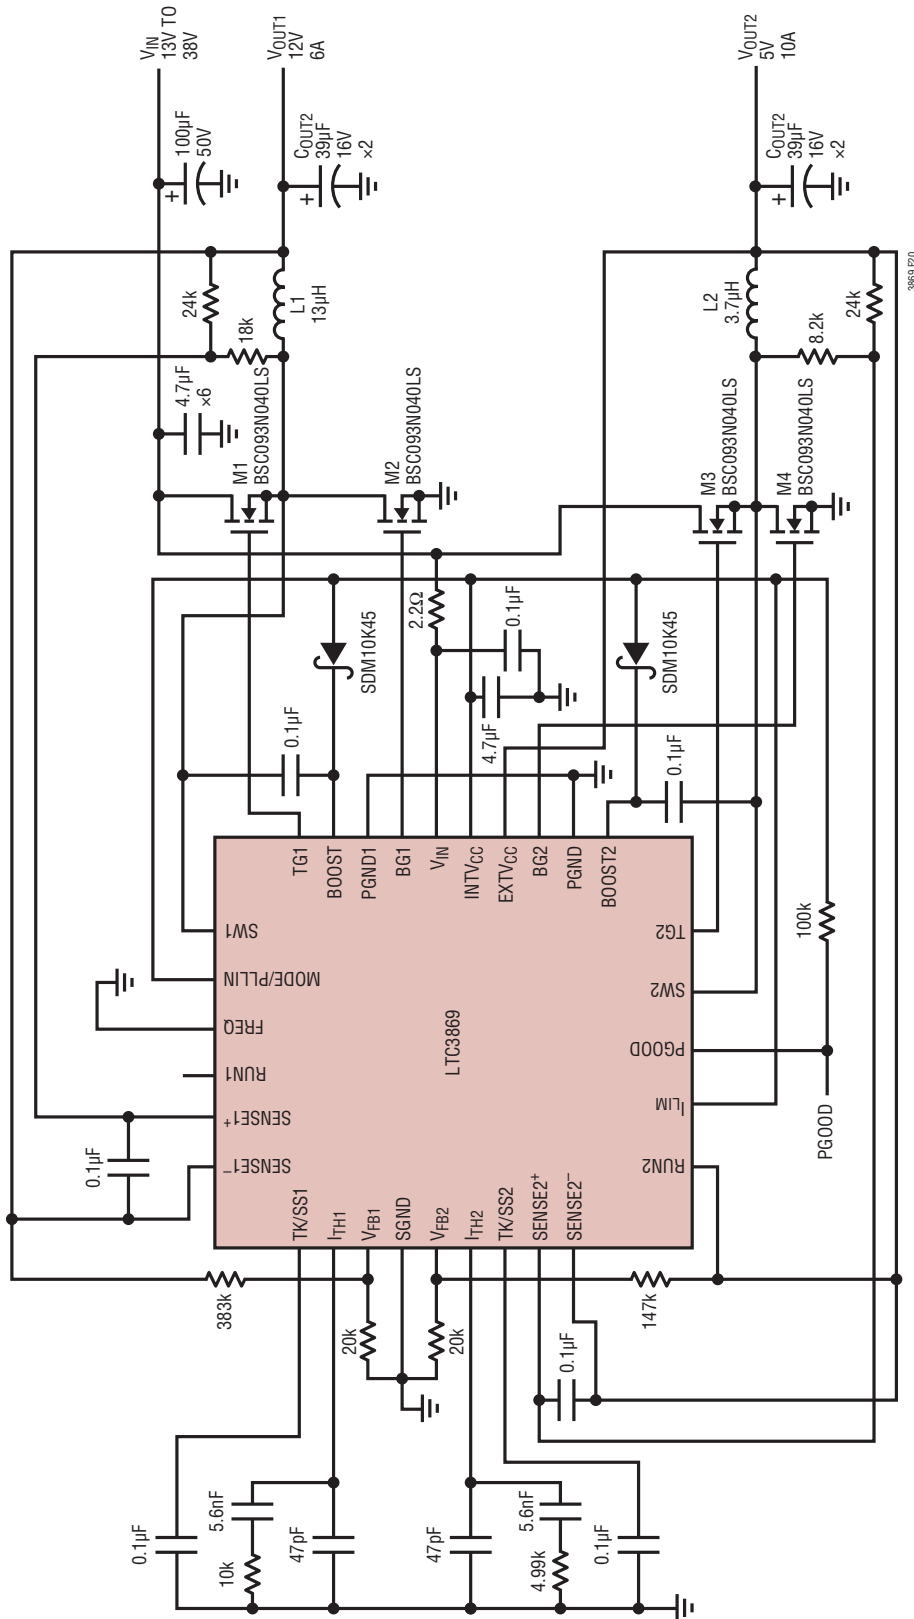 VIN
13V TO
38V
VOUT1
12V
6A
VOUT2
5V
10A
100µF
50V
+
COUT2
39µF
16V
×2
+
COUT2
39µF
16V
×2
+
24k
18k
L1
13µH
L2
3.7µH
8.2k
24k
3869 F20
4.7µF
×6
M1
BSC093N040LS
M2
BSC093N040LS
M3
BSC093N040LS
M4
BSC093N040LS
2.2Ω
0.1µF
SDM10K45
SDM10K45
0.1µF
4.7µF
0.1µF
TG1
BOOST
PGND1
BG1
VIN
INTVCC
EXTVCC
BG2
PGND
BOOST2
SW1
MODE/PLLIN
FREQ
RUN1
SENSE1+
SENSE1–
LTC3869
TG2
SW2
PGOOD
ILIM
RUN2
100k
PGOOD
0.1µF
TK/SS1
ITH1
VFB1
SGND
VFB2
ITH2
TK/SS2
SENSE2+
SENSE2–
383k
20k
20k
147k
0.1µF
0.1µF
5.6nF
10k
47pF
47pF
5.6nF
4.99k
0.1µF